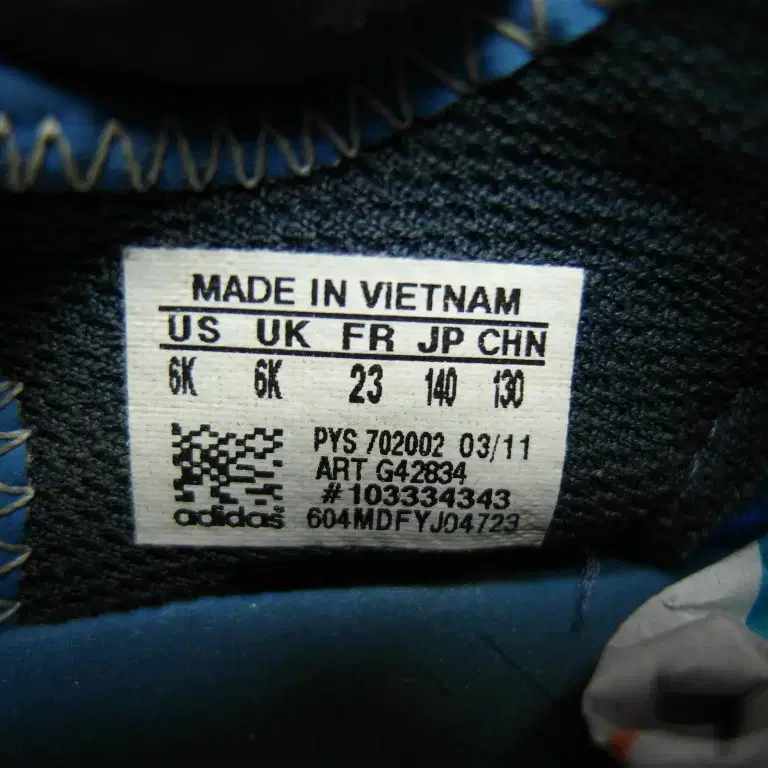 MADE IN VIETNAM
US UK FR JP CHN
6K 6K 23 140 130
PYS 702002 03/11
ART G42834
#103334343
adidas 604MDFYJ04723